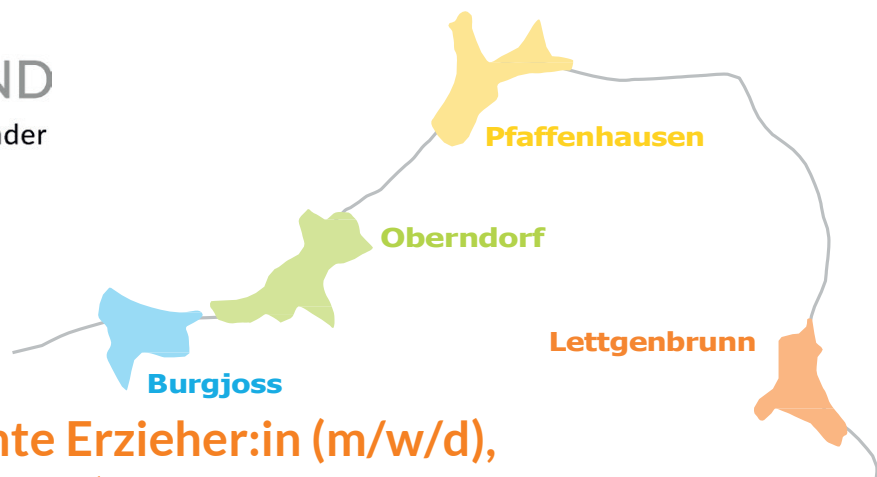 ND
nder
Pfaffenhausen
Oberndorf
Lettgenbrunn
Burgjoss
nte Erzieher:in (m/w/d),